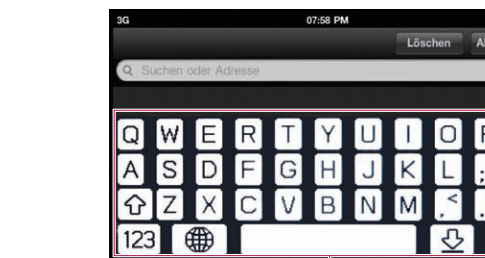 3G 07:58 PM
Löschen
Suchen oder Adresse
Q W E R T Y U I O
A S D F G H J K L ;
Z X C V B N M , <
123